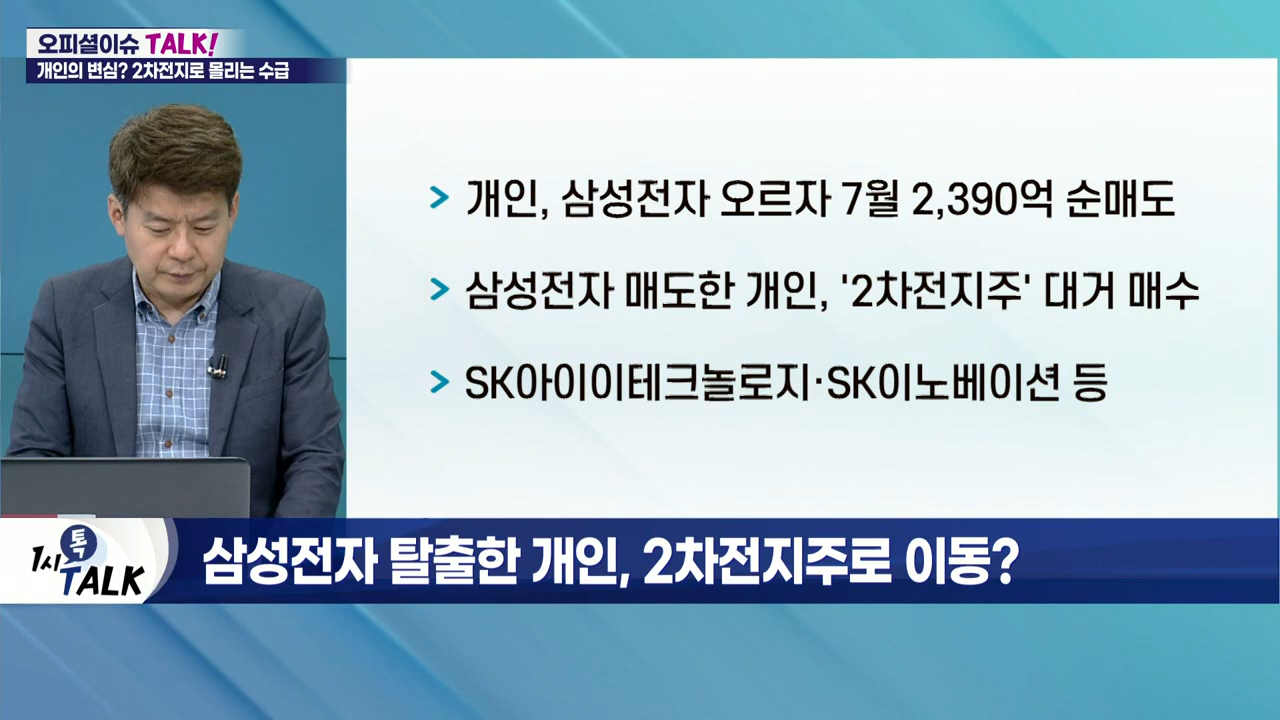 오피셜이슈 TALK!
개인의 변심? 2차전지로 몰리는 수급
> 개인, 삼성전자 오르자 7월 2,390억 순매도
> 삼성전자 매도한 개인, '2차전지주' 대거 매수
> SK아이이테크놀로지·SK이노베이션 등
1시톡 TALK
삼성전자 탈출한 개인, 2차전지주로 이동?